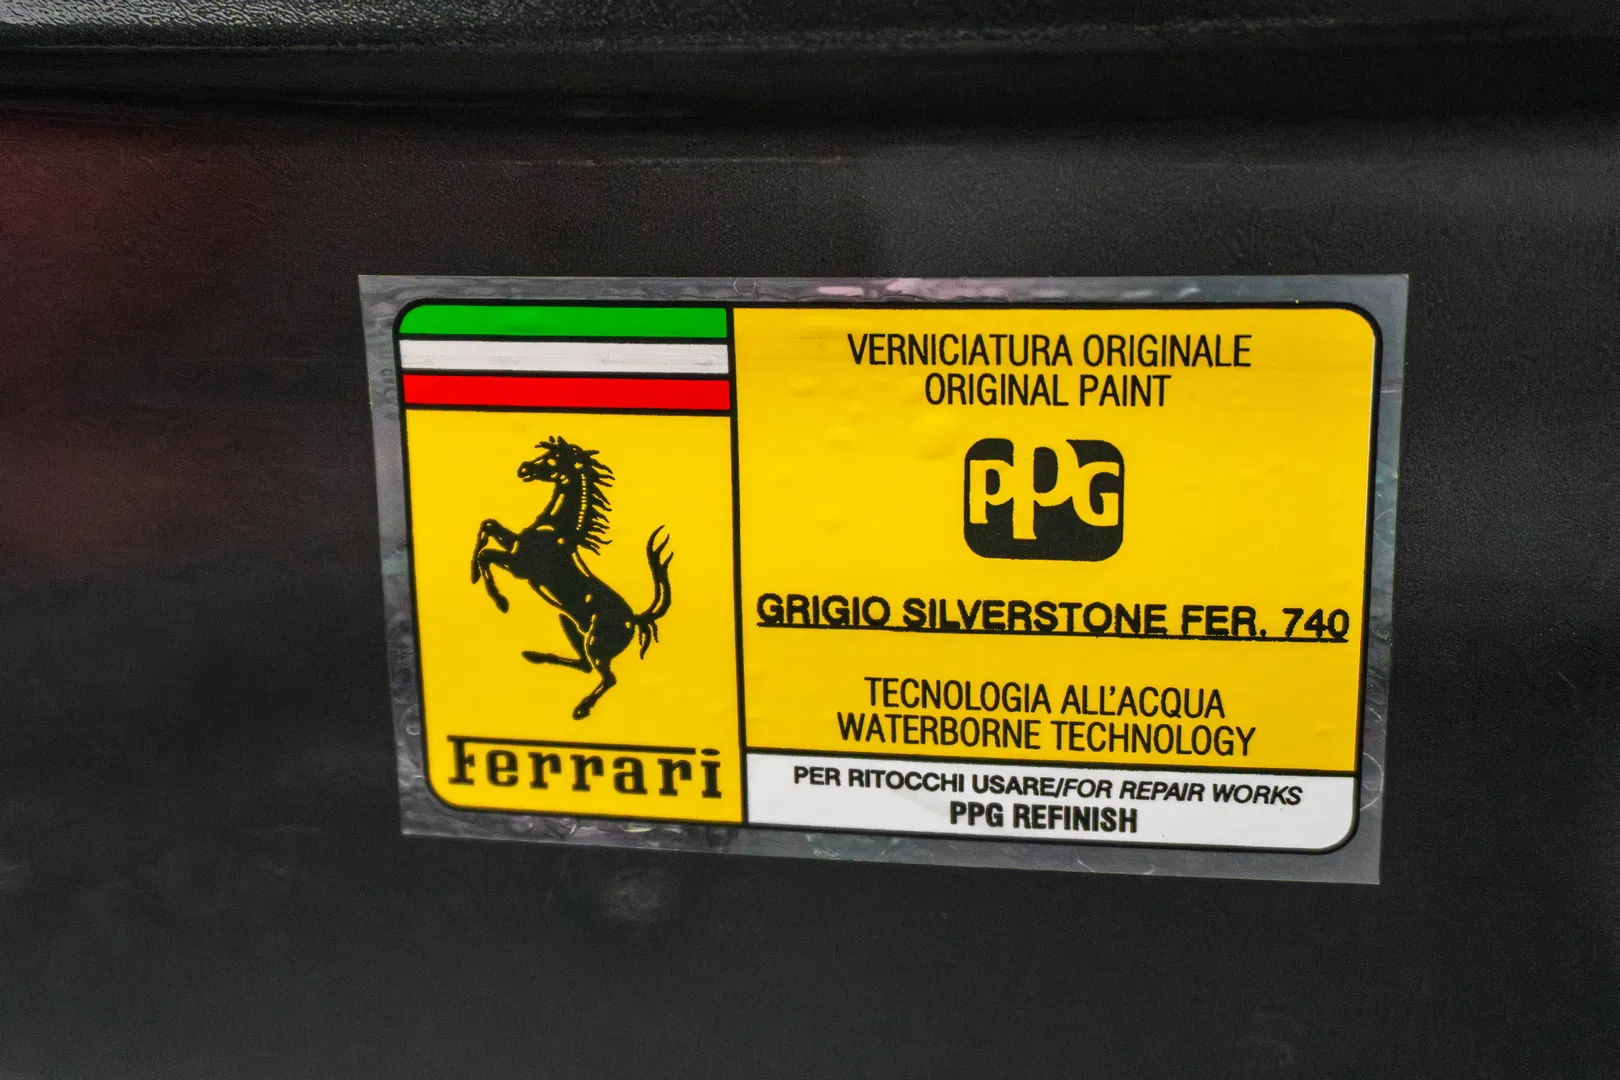 Ferrari
VERNICIATURA ORIGINALE
ORIGINAL PAINT
PPG
GRIGIO SILVERSTONE FER. 740
TECNOLOGIA ALL'ACQUA
WATERBORNE TECHNOLOGY
PER RITOCCHI USARE/FOR REPAIR WORKS
PPG REFINISH